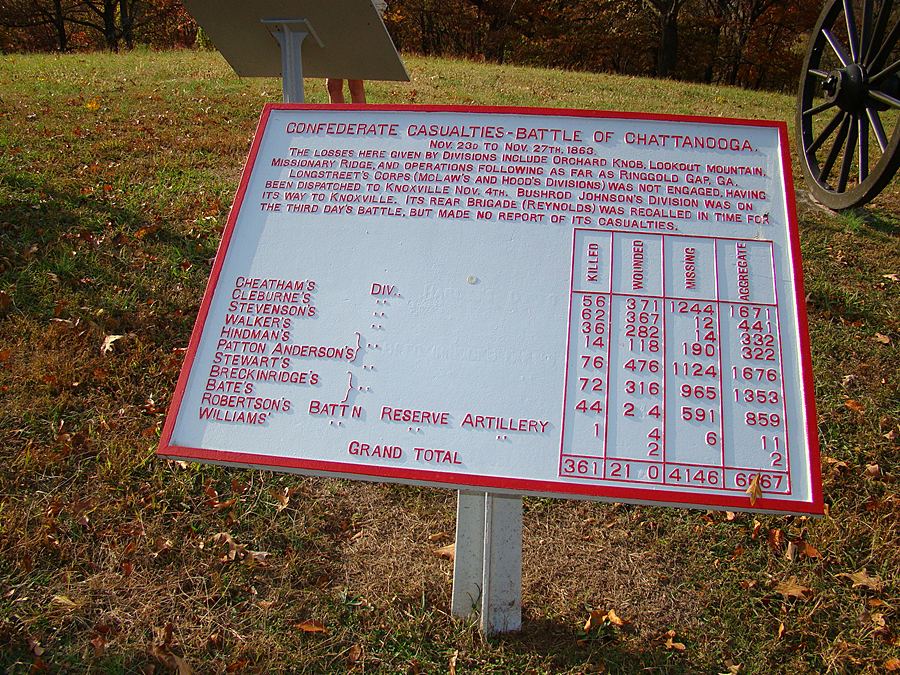 CONFEDERATE CASUALTIES-BATTLE OF CHATTANOOGA.
NOV. 23D TO NOV. 27TH, 1863.
THE LOSSES HERE GIVEN BY DIVISIONS INCLUDE ORCHARD KNOB, LOOKOUT MOUNTAIN,
MISSIONARY RIDGE, AND OPERATIONS FOLLOWING AS FAR AS RINGGOLD GAP, GA.
LONGSTREET'S CORPS (MCLAW'S AND HOOD'S DIVISIONS) WAS NOT ENGAGED, HAVING
BEEN DISPATCHED TO KNOXVILLE NOV. 4TH. BUSHROD JOHNSON'S DIVISION WAS ON
ITS WAY TO KNOXVILLE. ITS REAR BRIGADE (REYNOLDS) WAS RECALLED IN TIME FOR
THE THIRD DAY'S BATTLE, BUT MADE NO REPORT OF ITS CASUALTIES.
KILLED WOUNDED MISSING AGGREGATE
CHEATHAM'S DIV. 56 371 1244 1671
CLEBURNE'S " 62 367 12 441
STEVENSON'S " 36 282 4 332
WALKER'S " 14 118 190 322
HINDMAN'S
PATTON ANDERSON'S } " 76 476 1124 1676
STEWART'S " 72 316 965 1353
BRECKINRIDGE'S
BATE'S } " 44 2 4 591 859
ROBERTSON'S BATT'N RESERVE ARTILLERY 1 4 6 11
WILLIAMS " " " 2 2
GRAND TOTAL 361 21 0 4146 6667